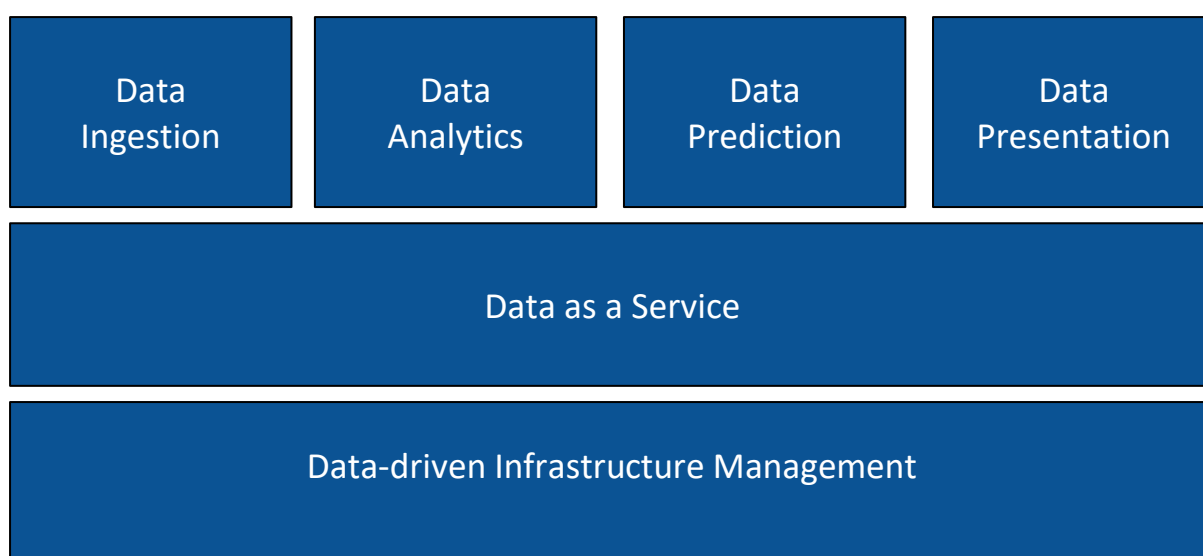 Data
Ingestion
Data
Analytics
Data
Prediction
Data
Presentation
Data as a Service
Data-driven Infrastructure Management